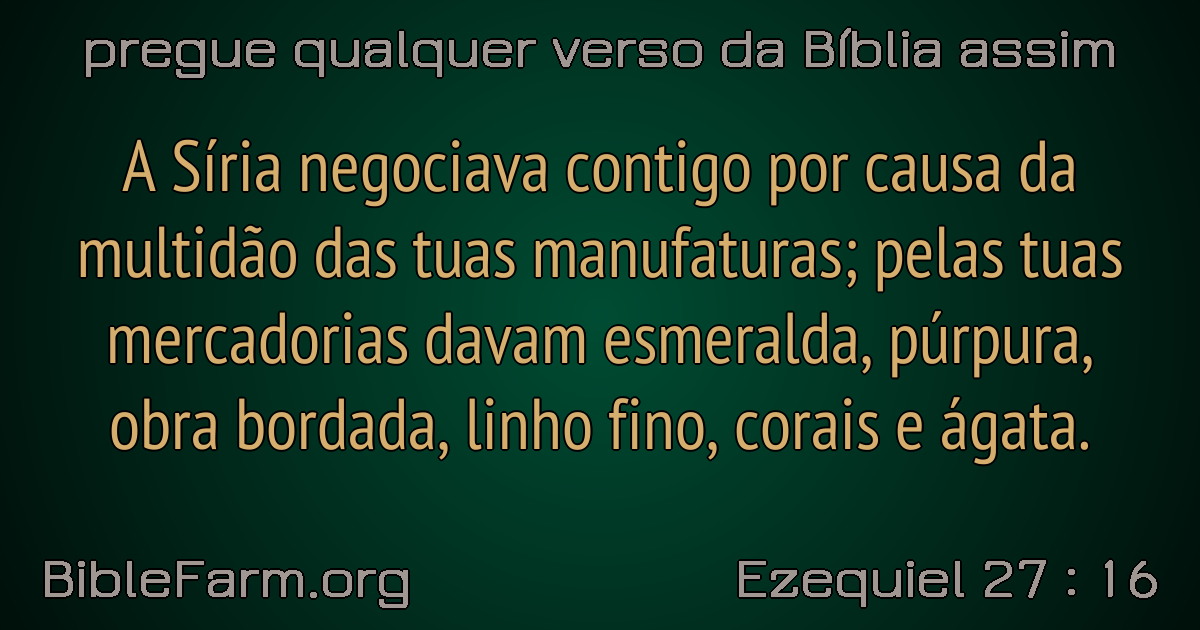 pregue qualquer verso da Bíblia assim
A Síria negociava contigo por causa da
multidão das tuas manufaturas; pelas tuas
mercadorias davam esmeralda, púrpura,
obra bordada, linho fino, corais e ágata.
BibleFarm.org
Ezequiel 27 : 16